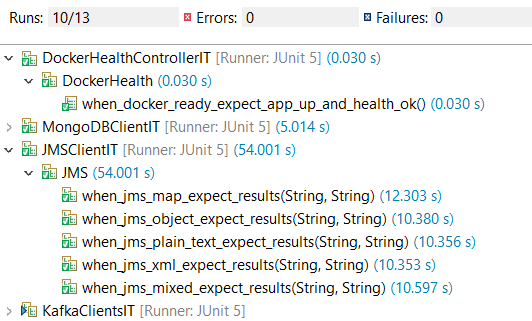 Runs: 10/13 Errors: 0 Failures: 0
DockerHealthControllerIT [Runner: JUnit 5] (0.030 s)
DockerHealth (0.030 s)
when_docker_ready_expect_app_up_and_health_ok() (0.030 s)
MongoDBClientIT [Runner: JUnit 5] (5.014 s)
JMSClientIT [Runner: JUnit 5] (54.001 s)
JMS (54.001 s)
when_jms_map_expect_results(String, String) (12.303 s)
when_jms_object_expect_results(String, String) (10.380 s)
when_jms_plain_text_expect_results(String, String) (10.356 s)
when_jms_xml_expect_results(String, String) (10.353 s)
when_jms_mixed_expect_results(String, String) (10.597 s)
KafkaClientsIT [Runner: JUnit 5]